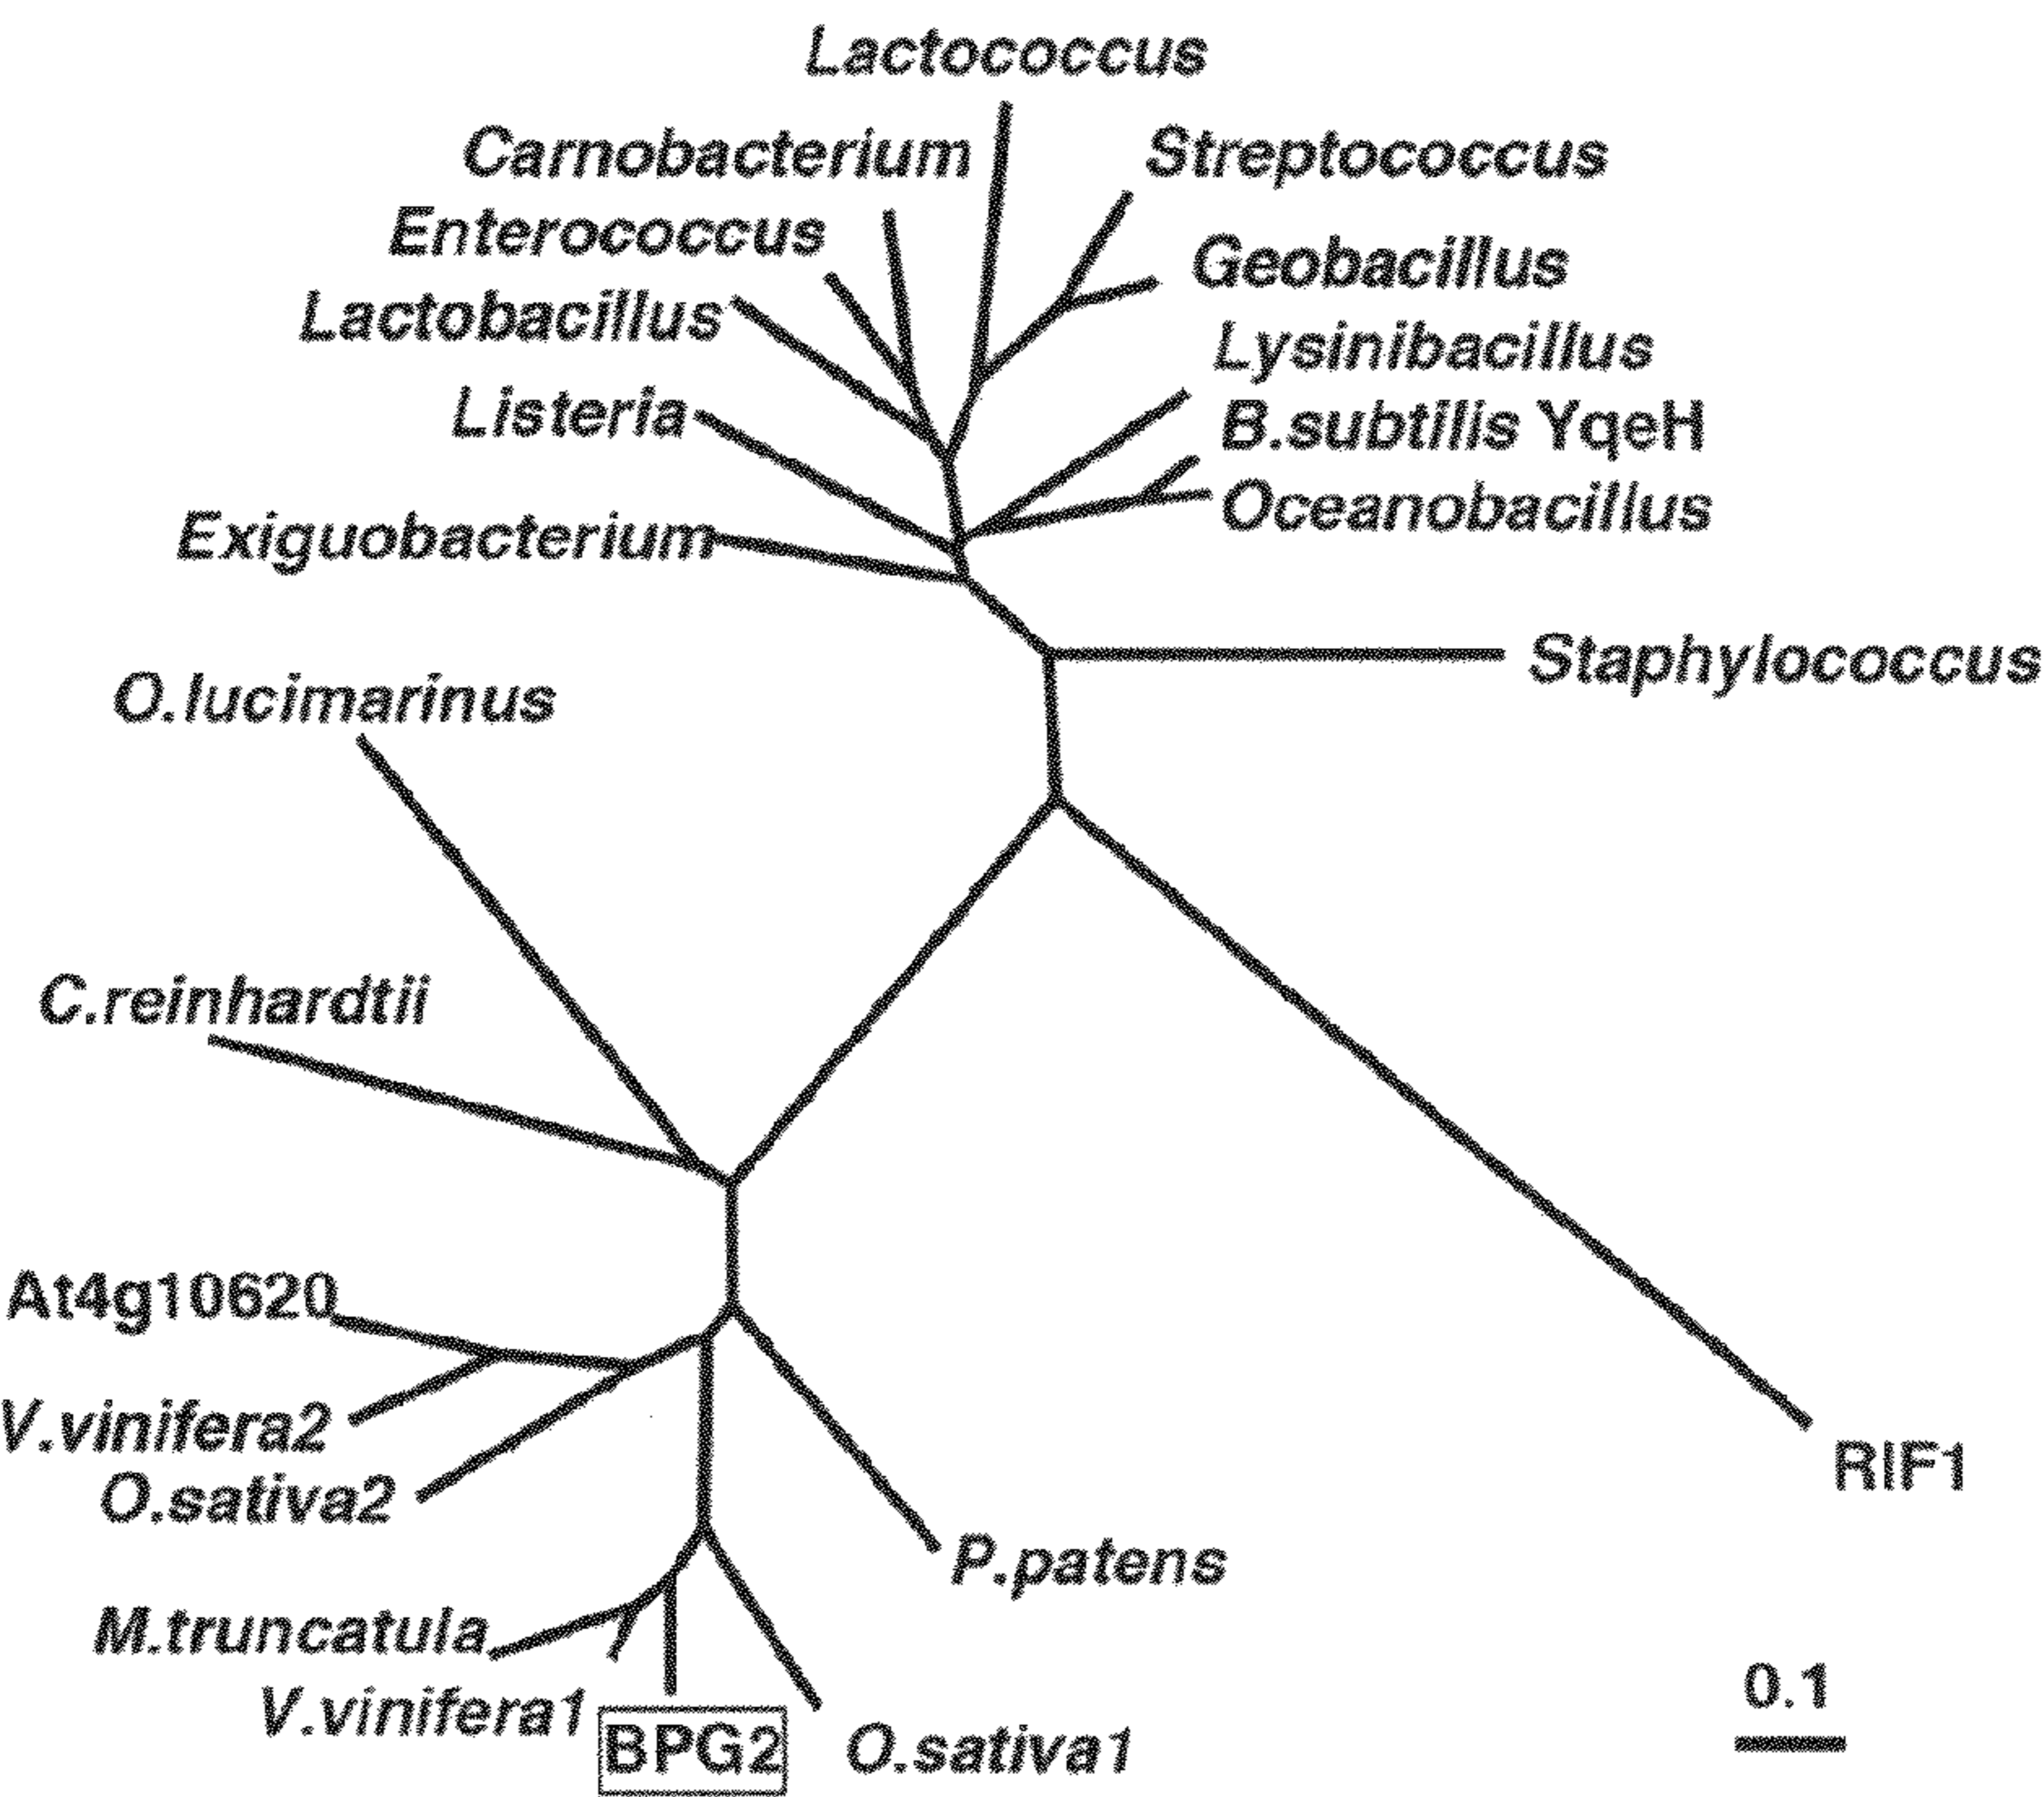 Lactococcus
Carnobacterium
Streptococcus
Enterococcus
Geobacillus
Lactobacillus
Lysinibacillus
Listeria
B.subtilis YqeH
Oceanobacillus
Exiguobacterium
Staphylococcus
O.lucimarinus
C.reinhardtii
At4g10620
V.vinifera2
RIF1
O.sativa2
P.patens
M.truncatula
V.vinifera1
BPG2
O.sativa1
0.1